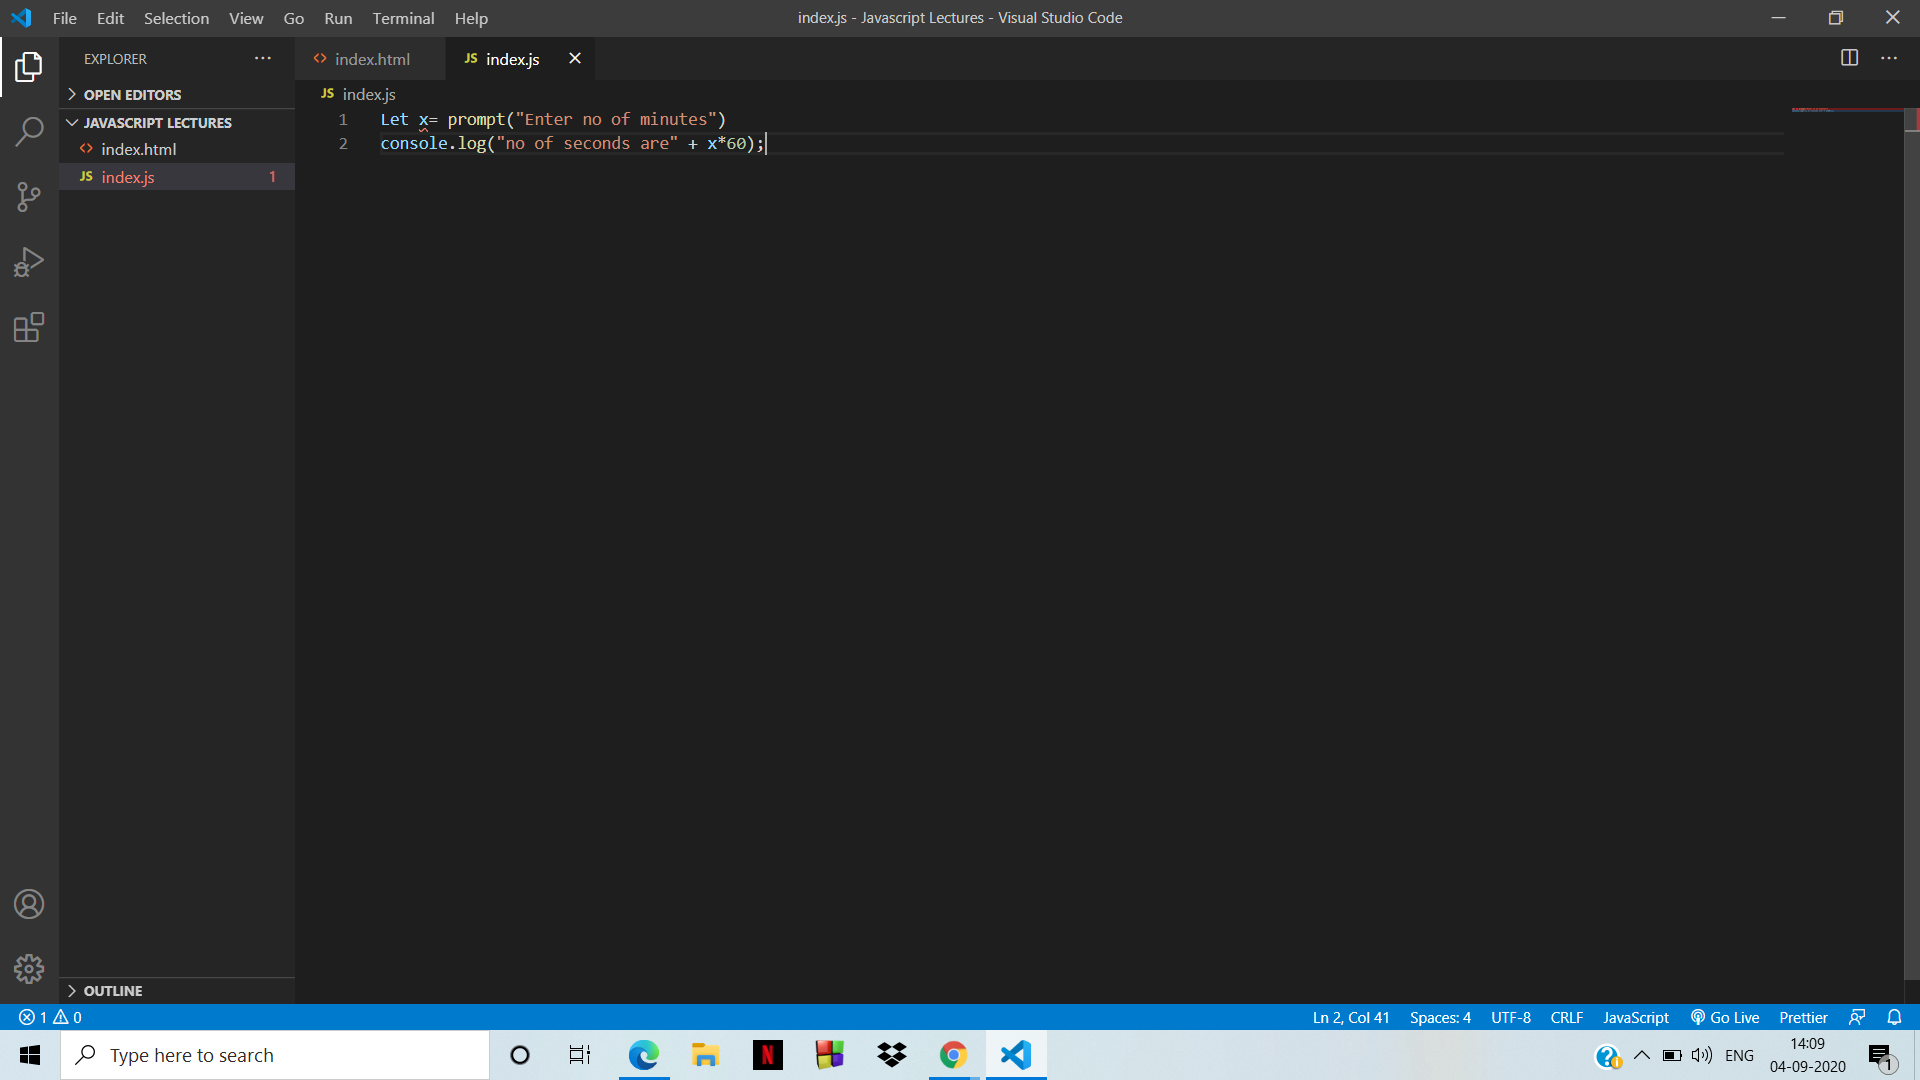 File Edit Selection View Go Run Terminal Help
index.js - Javascript Lectures - Visual Studio Code
EXPLORER
OPEN EDITORS
JAVASCRIPT LECTURES
index.html
JS index.js 1
OUTLINE
index.html
JS index.js
JS index.js
1 Let x= prompt("Enter no of minutes")
2 console.log("no of seconds are" + x*60);
1 0
Ln 2, Col 41 Spaces: 4 UTF-8 CRLF JavaScript Go Live Prettier
Type here to search
N
ENG
14:09
04-09-2020
1